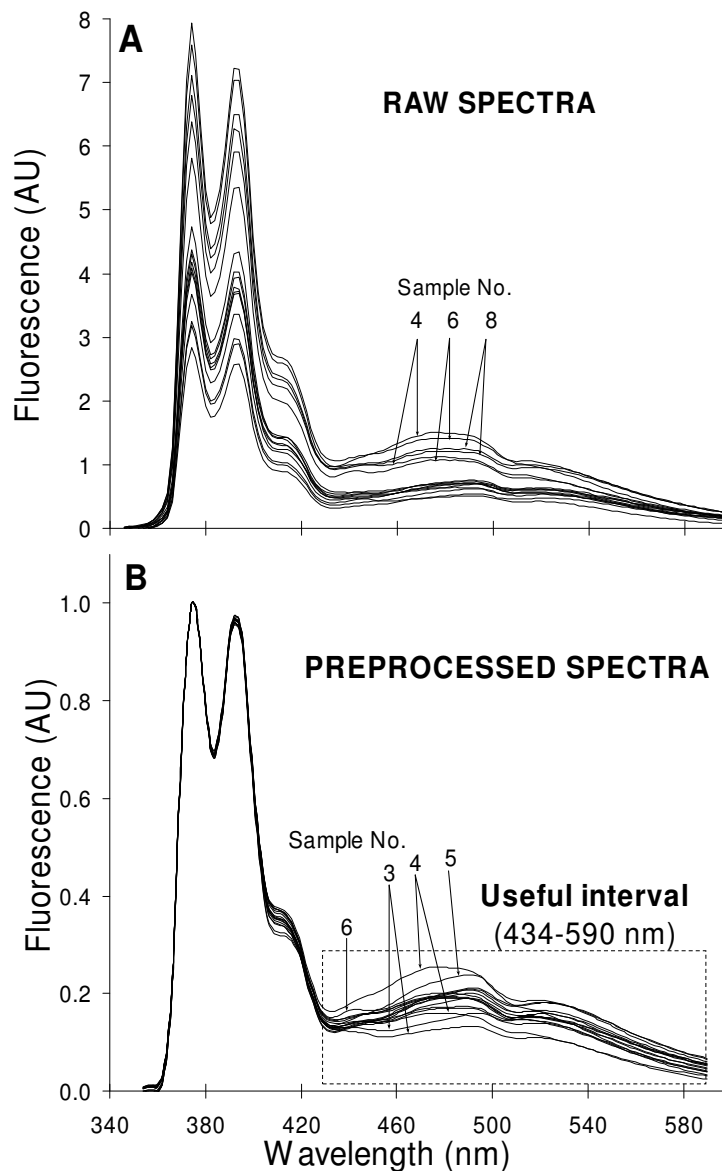 A
RAW SPECTRA
Fluorescence (AU)
8
7
6
5
4
3
2
1
0
Sample No.
4 6 8
B
PREPROCESSED SPECTRA
Fluorescence (AU)
1.0
0.8
0.6
0.4
0.2
0.0
Sample No.
6 3 4 5
Useful interval
(434-590 nm)
340 380 420 460 500 540 580
Wavelength (nm)